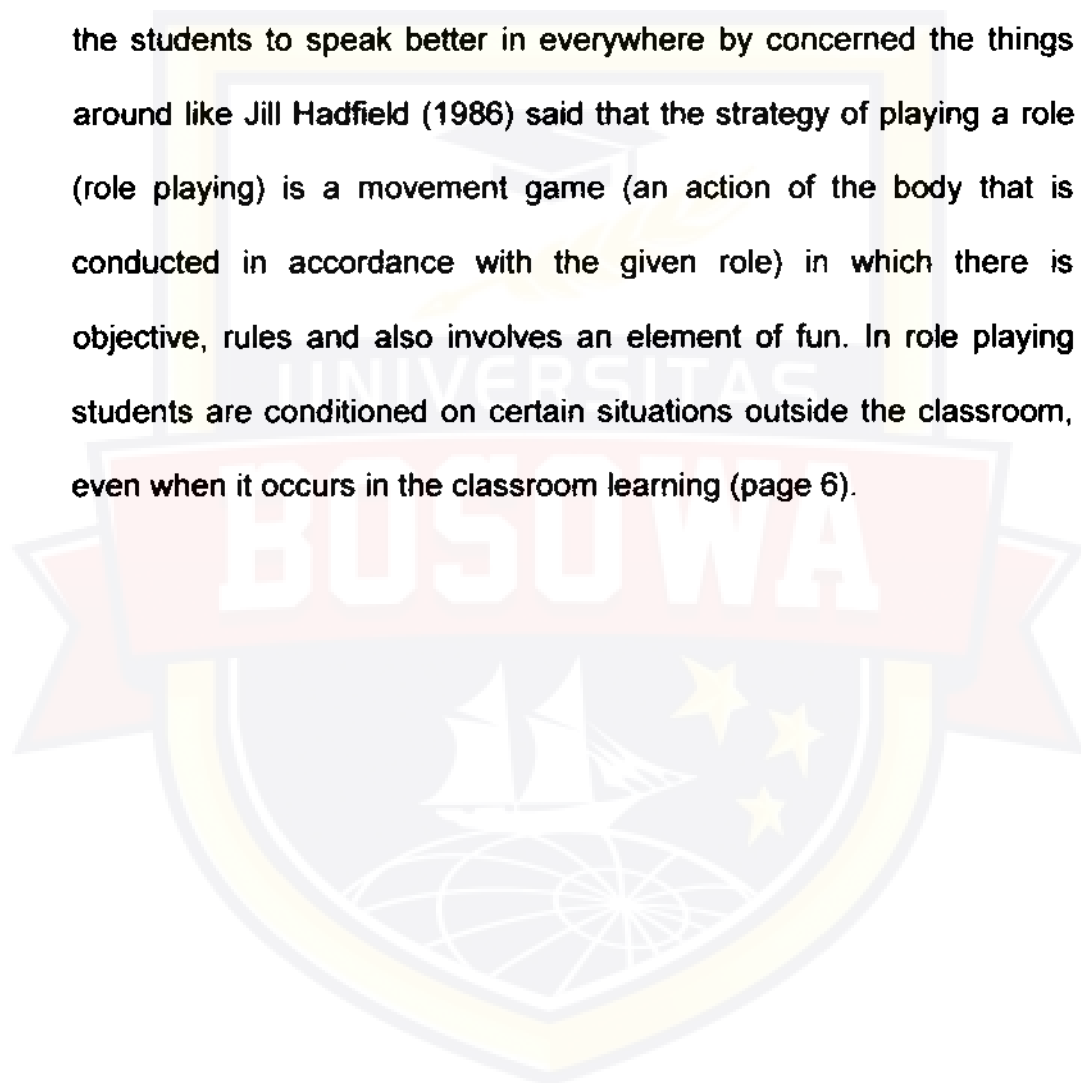 the students to speak better in everywhere by concerned the things
around like Jill Hadfield (1986) said that the strategy of playing a role
(role playing) is a movement game (an action of the body that is
conducted in accordance with the given role) in which there is
objective, rules and also involves an element of fun. In role playing
UNIVERSITAS
students are conditioned on certain situations outside the classroom,
even when it occurs in the classroom learning (page 6).
BOSOWA